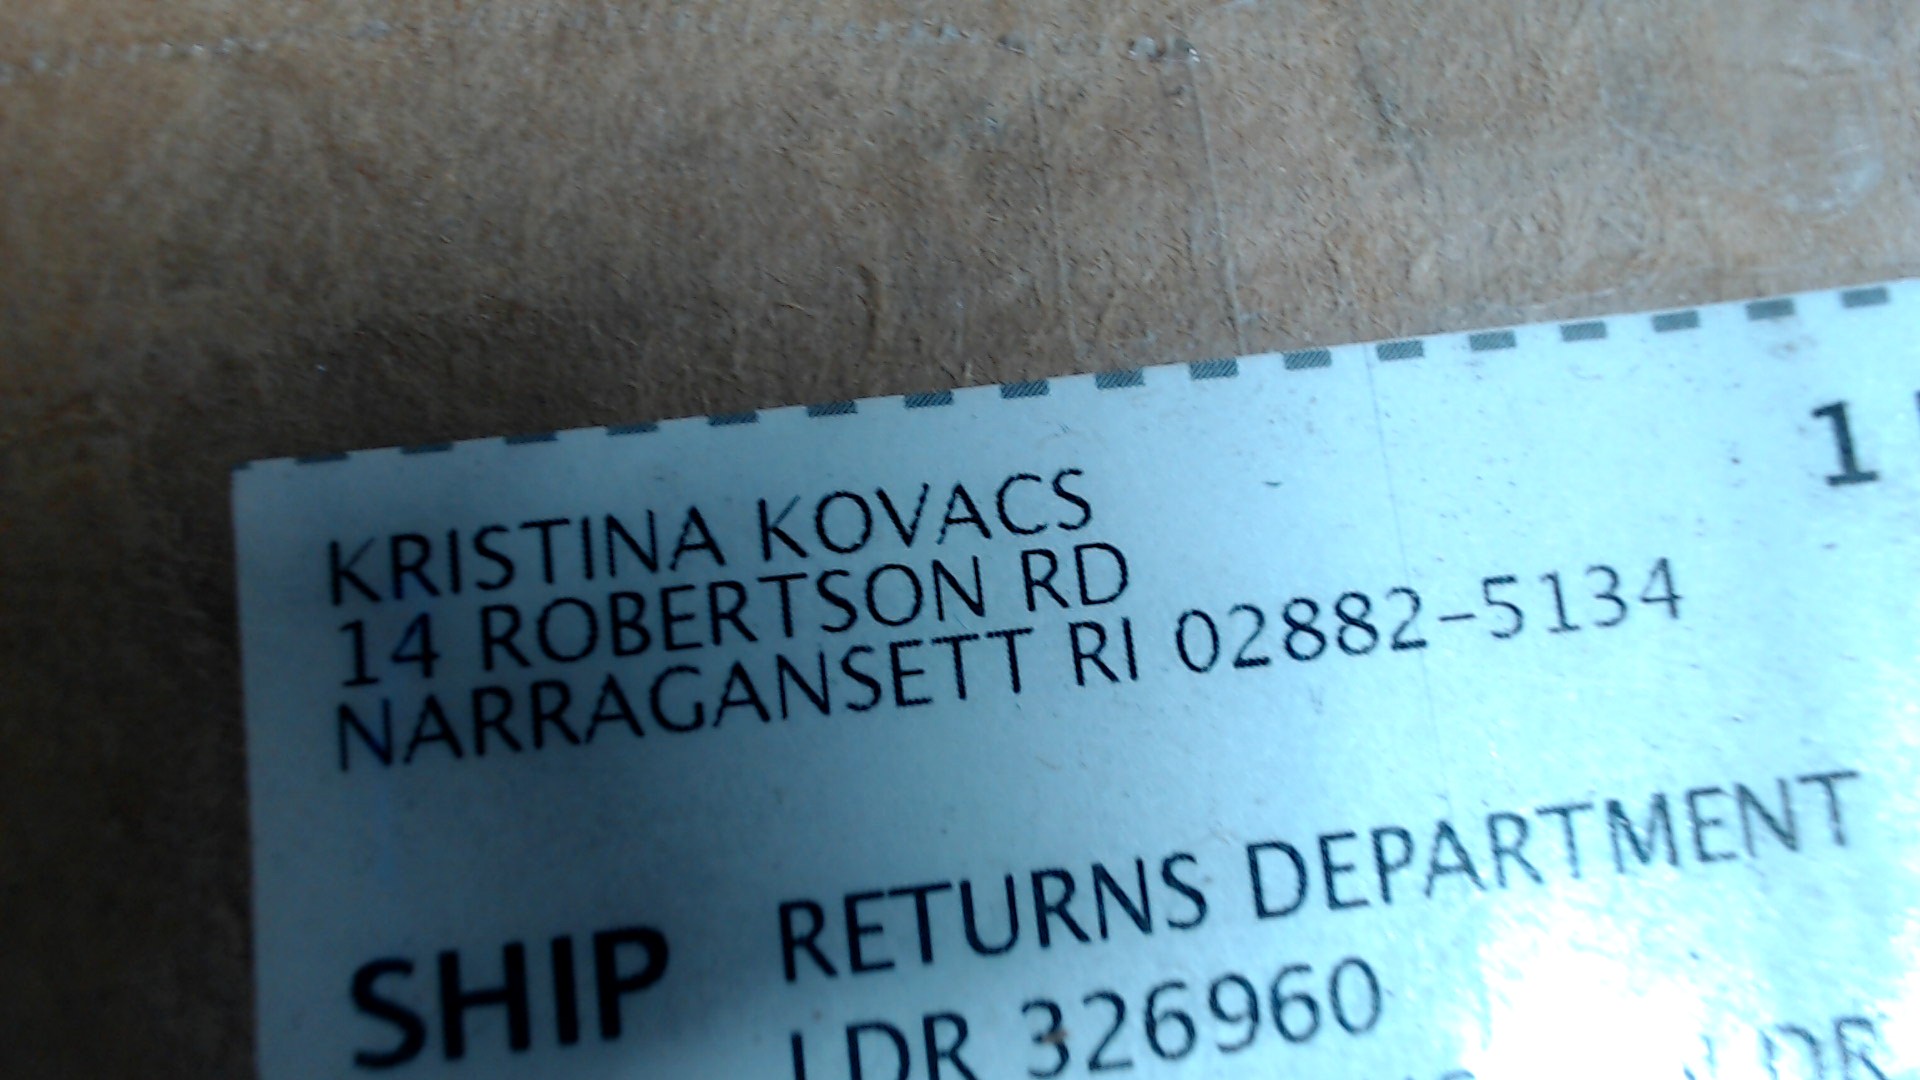 KRISTINA KOVACS
14 ROBERTSON RD
NARRAGANSETT RI 02882-5134
1
SHIP
RETURNS DEPARTMENT
LDR 326960